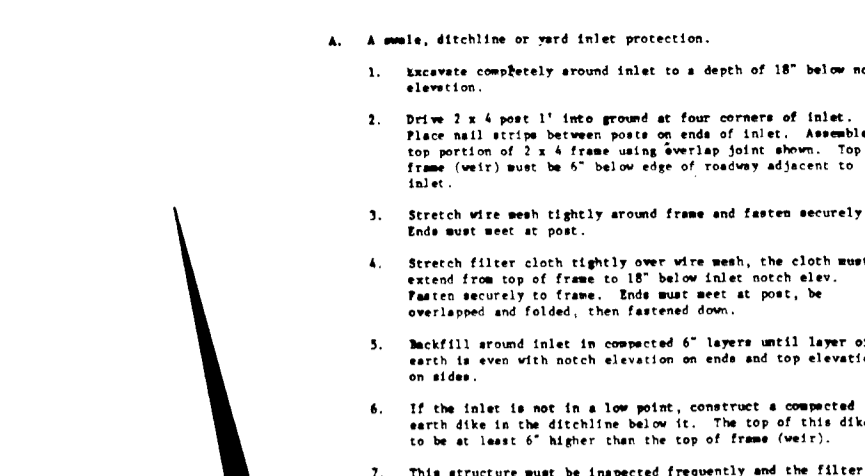 A. A swale, ditchline or yard inlet protection.
1. Excavate completely around inlet to a depth of 18" below
elevation.
2. Drive 2 x 4 post 1' into ground at four corners of inlet.
Place nail strips between posts on ends of inlet. Assemble
top portion of 2 x 4 frame using overlap joint shown. Top
frame (weir) must be 6" below edge of roadway adjacent to
inlet.
3. Stretch wire mesh tightly around frame and fasten securely
Ends must meet at post.
4. Stretch filter cloth tightly over wire mesh, the cloth must
extend from top of frame to 18" below inlet notch elev.
Fasten securely to frame. Ends must meet at post, be
overlapped and folded, then fastened down.
5. Backfill around inlet in compacted 6" layers until layer
earth is even with notch elevation on ends and top
on sides.
6. If the inlet is not in a low point, construct a compacted
earth dike in the ditchline below it. The top of this
to be at least 6" higher than the top of frame (weir).
7. This structure must be inspected frequently and the filter